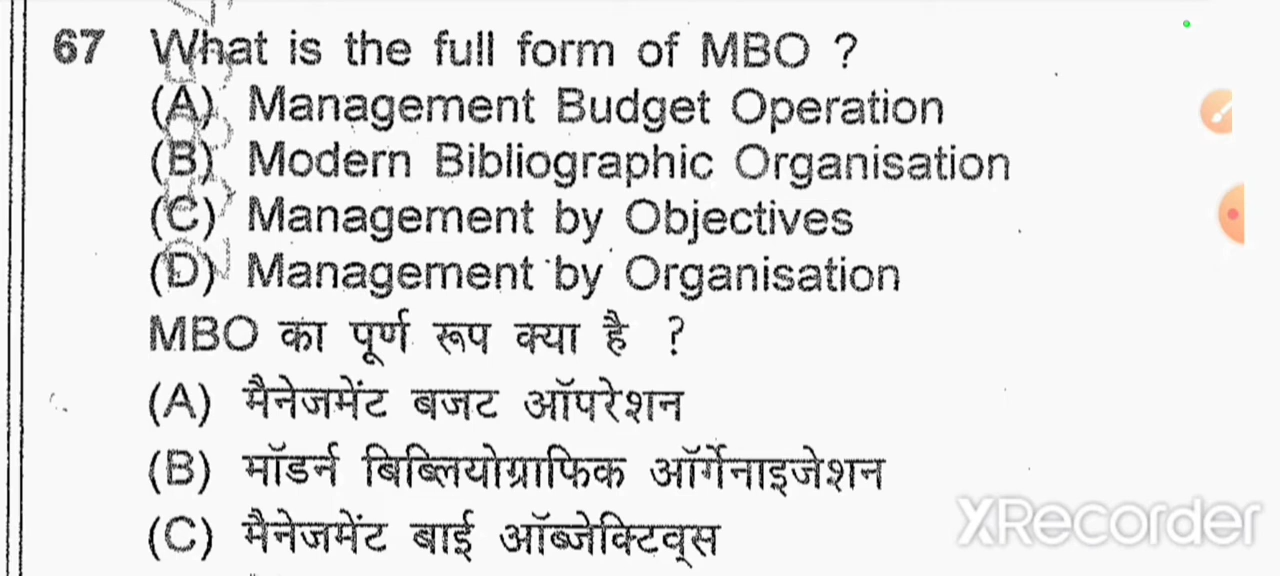 67 What is the full form of MBO ?
(A) Management Budget Operation
(B) Modern Bibliographic Organisation
(C) Management by Objectives
(D) Management by Organisation
MBO का पूर्ण रूप क्या है ?
(A) मैनेजमेंट बजट ऑपरेशन
(B) मॉडर्न बिब्लियोग्राफिक ऑर्गेनाइजेशन
(C) मैनेजमेंट बाई ऑब्जेक्टिव्स
XRecorder